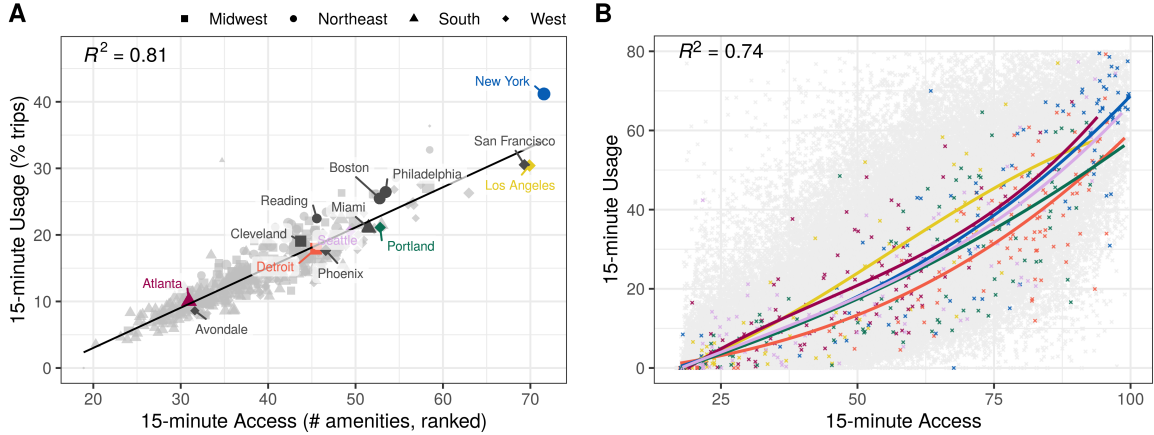 A
Midwest Northeast South West
R² = 0.81
New York
San Francisco
Boston
Philadelphia
Los Angeles
Reading
Miami
Cleveland
Seattle
Portland
Detroit
Phoenix
Atlanta
Avondale
0
10
20
30
40
20 30 40 50 60 70
15-minute Usage (% trips)
15-minute Access (# amenities, ranked)
B
R² = 0.74
80
60
40
20
0
25 50 75 100
15-minute Usage
15-minute Access